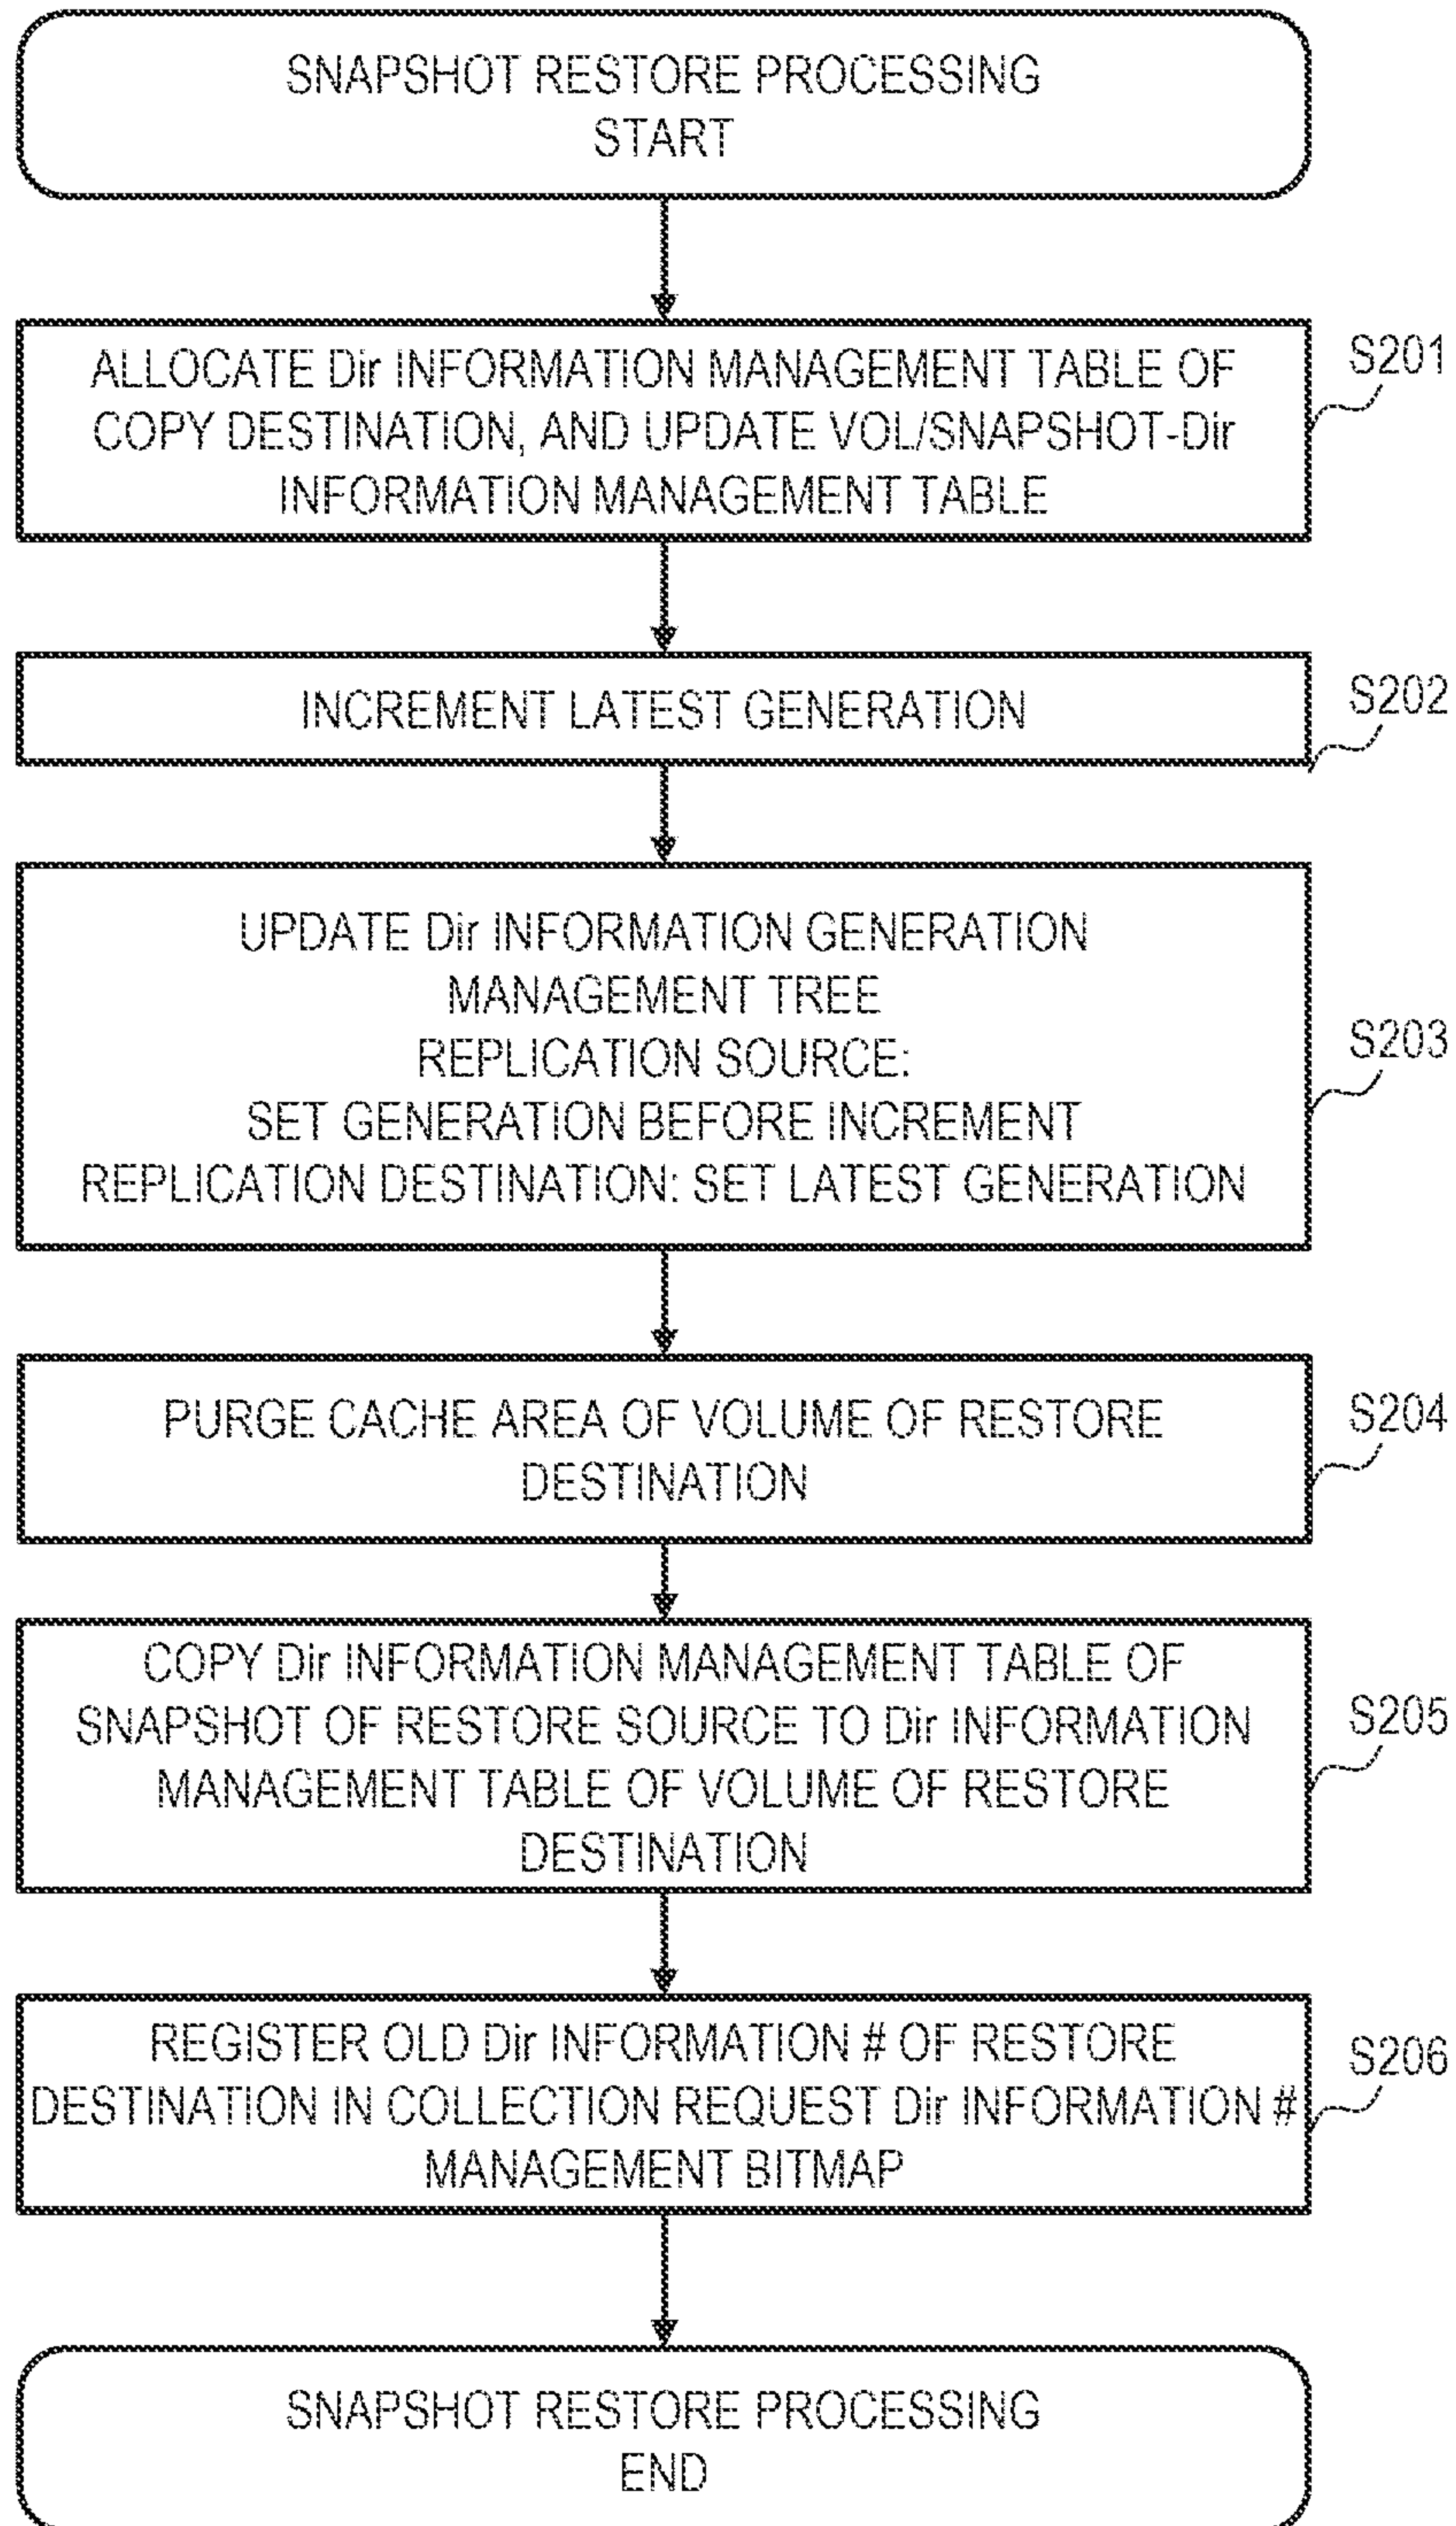 SNAPSHOT RESTORE PROCESSING
START
ALLOCATE Dir INFORMATION MANAGEMENT TABLE OF
COPY DESTINATION, AND UPDATE VOL/SNAPSHOT-Dir
INFORMATION MANAGEMENT TABLE
S201
INCREMENT LATEST GENERATION
S202
UPDATE Dir INFORMATION GENERATION
MANAGEMENT TREE
REPLICATION SOURCE:
SET GENERATION BEFORE INCREMENT
REPLICATION DESTINATION: SET LATEST GENERATION
S203
PURGE CACHE AREA OF VOLUME OF RESTORE
DESTINATION
S204
COPY Dir INFORMATION MANAGEMENT TABLE OF
SNAPSHOT OF RESTORE SOURCE TO Dir INFORMATION
MANAGEMENT TABLE OF VOLUME OF RESTORE
DESTINATION
S205
REGISTER OLD Dir INFORMATION # OF RESTORE
DESTINATION IN COLLECTION REQUEST Dir INFORMATION #
MANAGEMENT BITMAP
S206
SNAPSHOT RESTORE PROCESSING
END